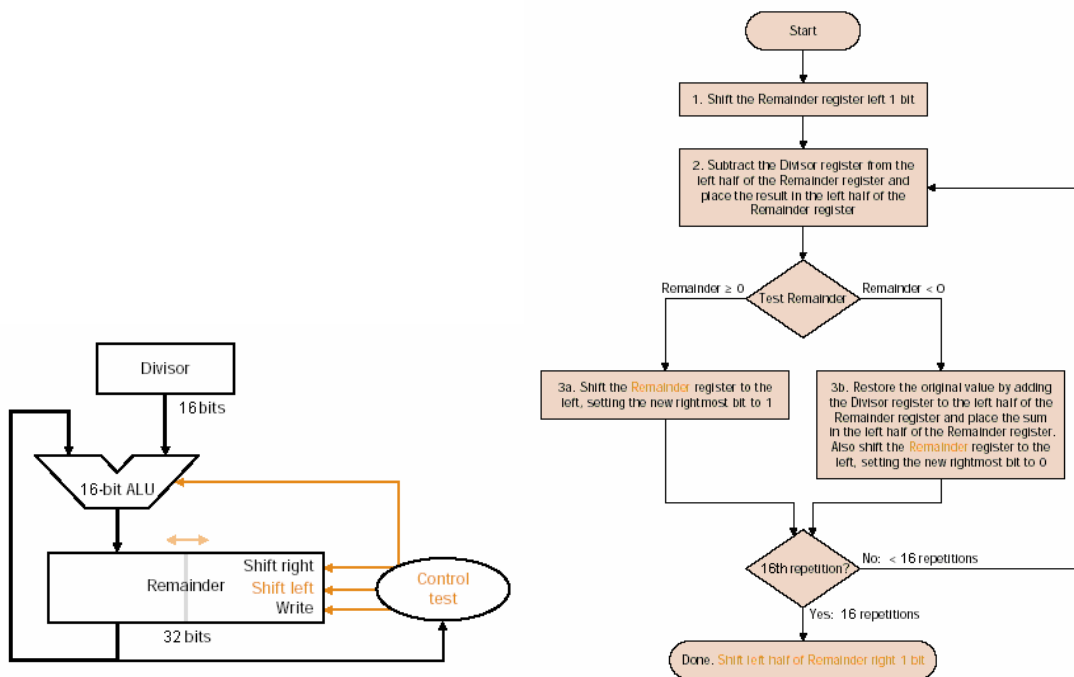 Divisor
16 bits
16-bit ALU
Shift right
Remainder
Shift left
Write
32 bits
Control
test
Start
1. Shift the Remainder register left 1 bit
2. Subtract the Divisor register from the
left half of the Remainder register and
place the result in the left half of the
Remainder register
Remainder ≥ 0
Test Remainder
Remainder < 0
3a. Shift the Remainder register to the
left, setting the new rightmost bit to 1
3b. Restore the original value by adding
the Divisor register to the left half of the
Remainder register and place the sum
in the left half of the Remainder register.
Also shift the Remainder register to the
left, setting the new rightmost bit to 0
16th repetition?
No: < 16 repetitions
Yes: 16 repetitions
Done. Shift left half of Remainder right 1 bit